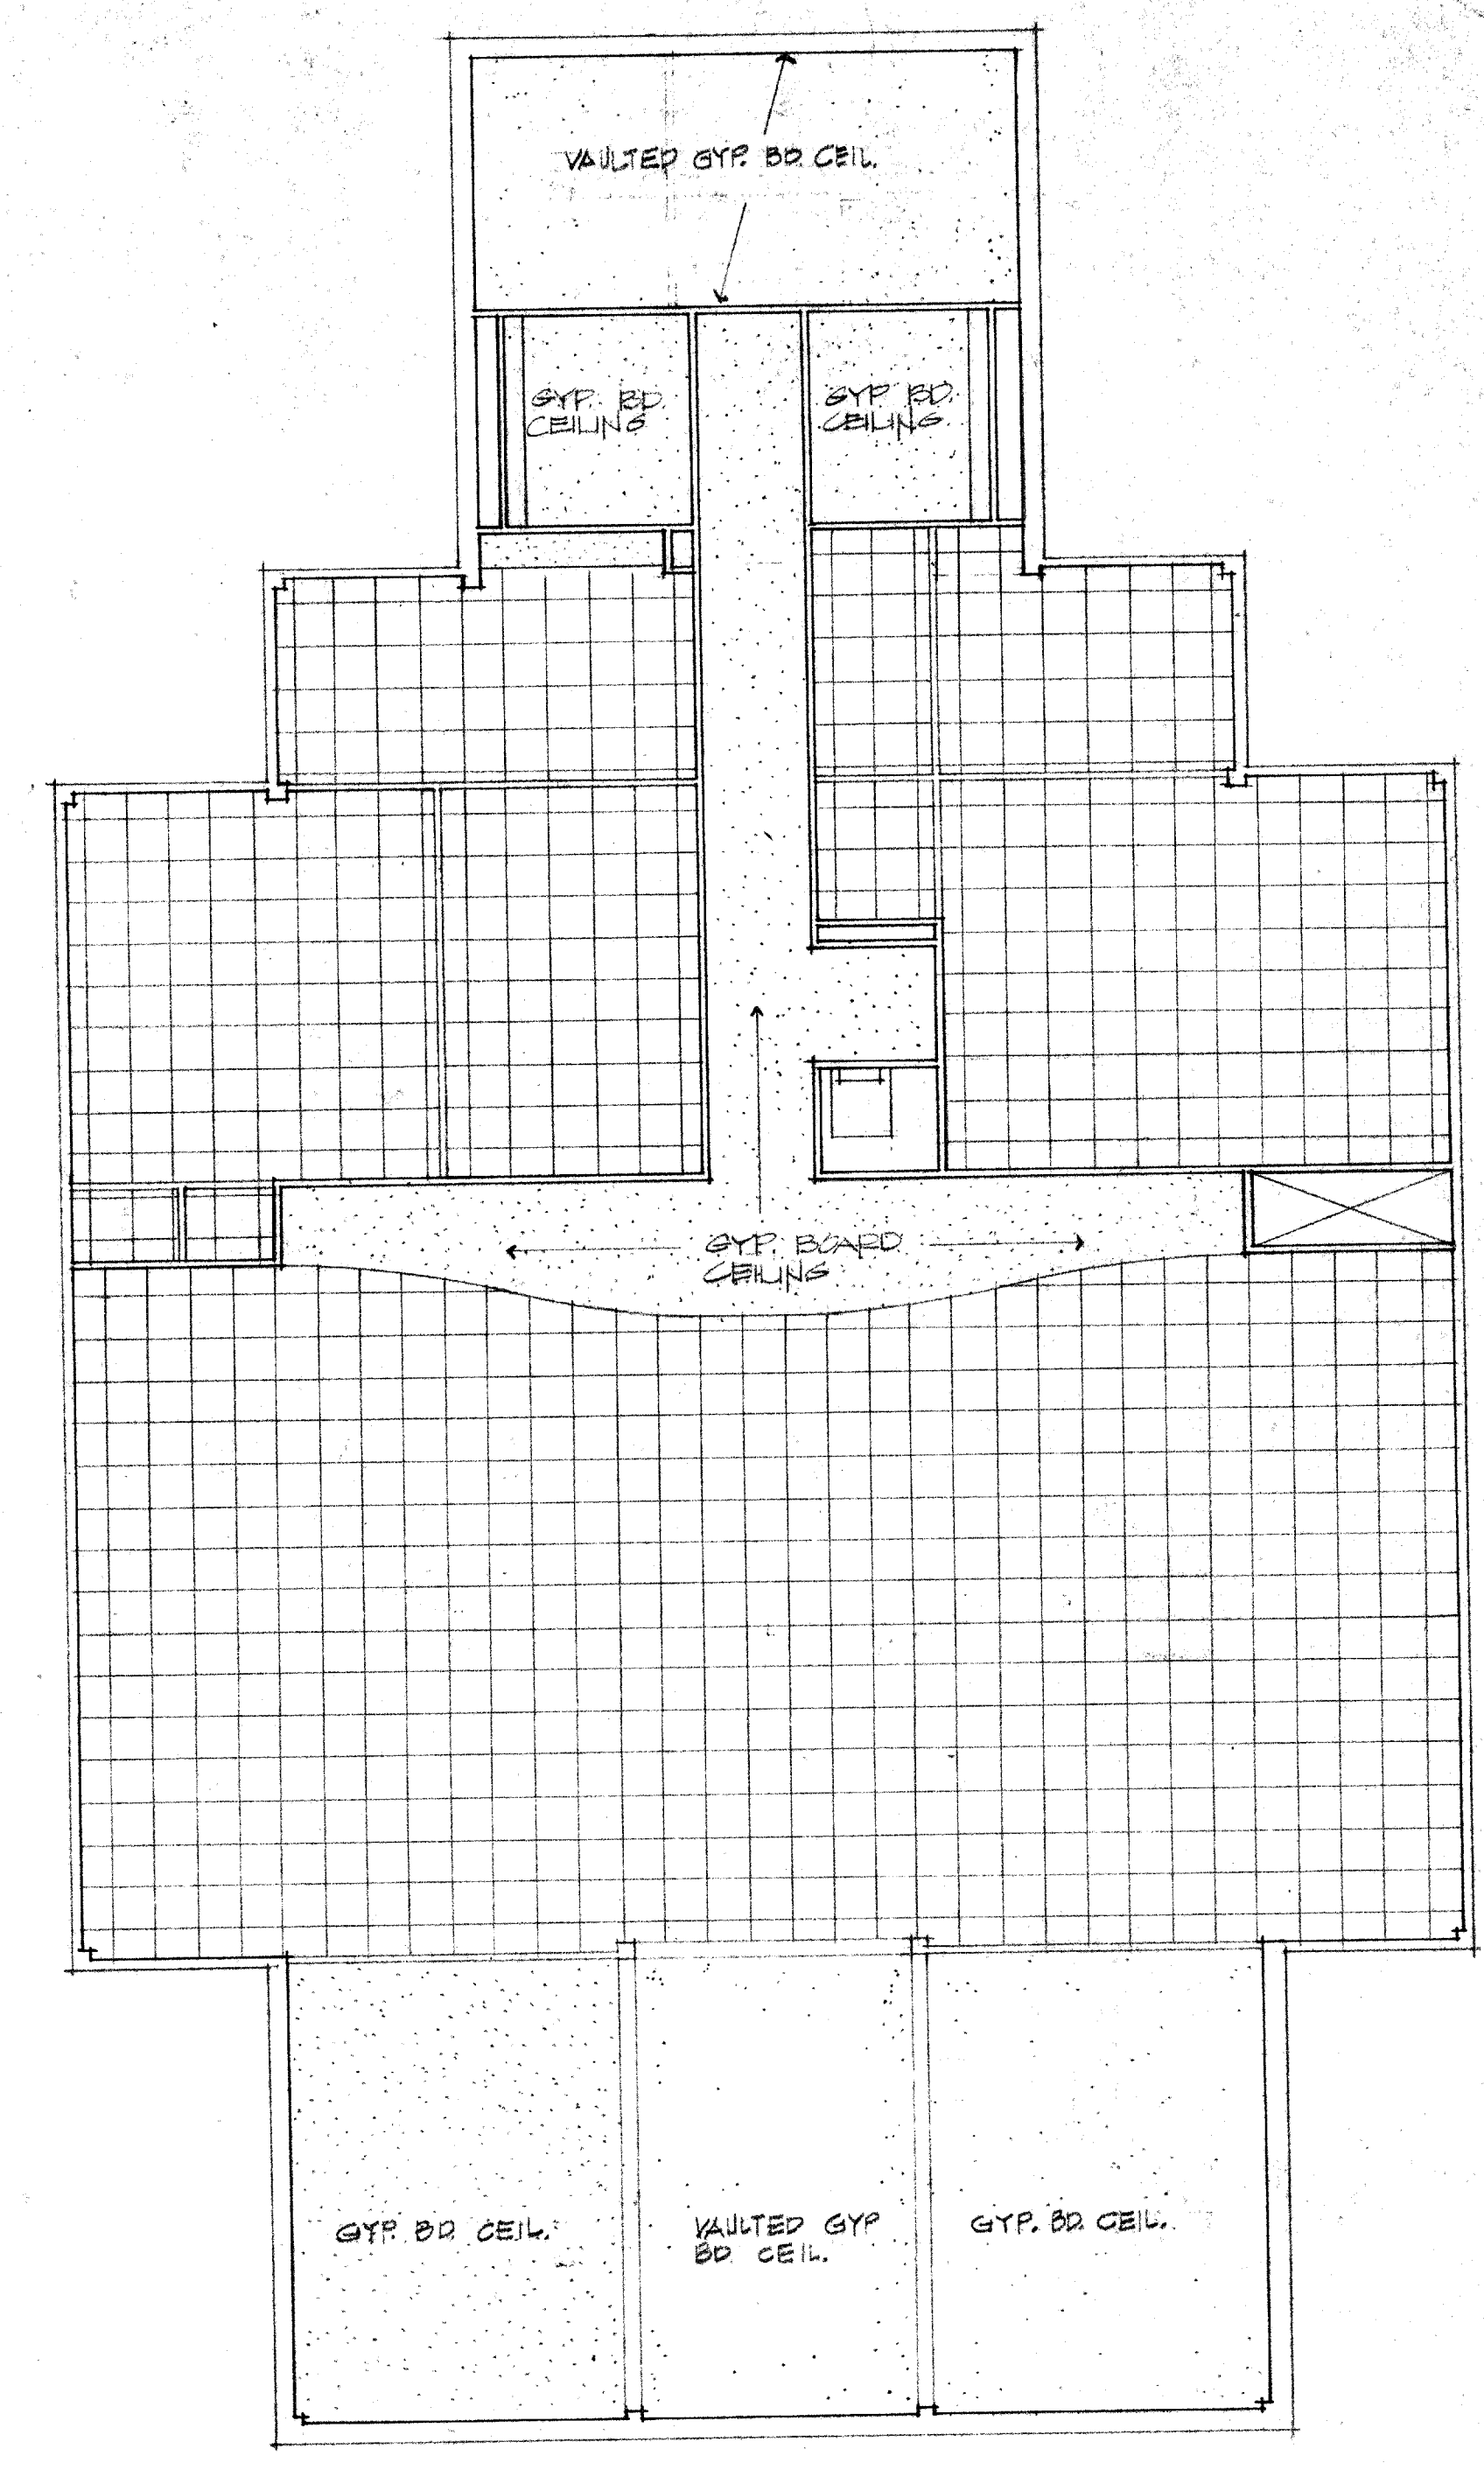 VAULTED GYP. BD. CEIL.
GYP. BD.
CEILING
GYP. BD.
CEILING
GYP. BOARD
CEILING
GYP. BD. CEIL.
VAULTED GYP
BD. CEIL.
GYP. BD. CEIL.